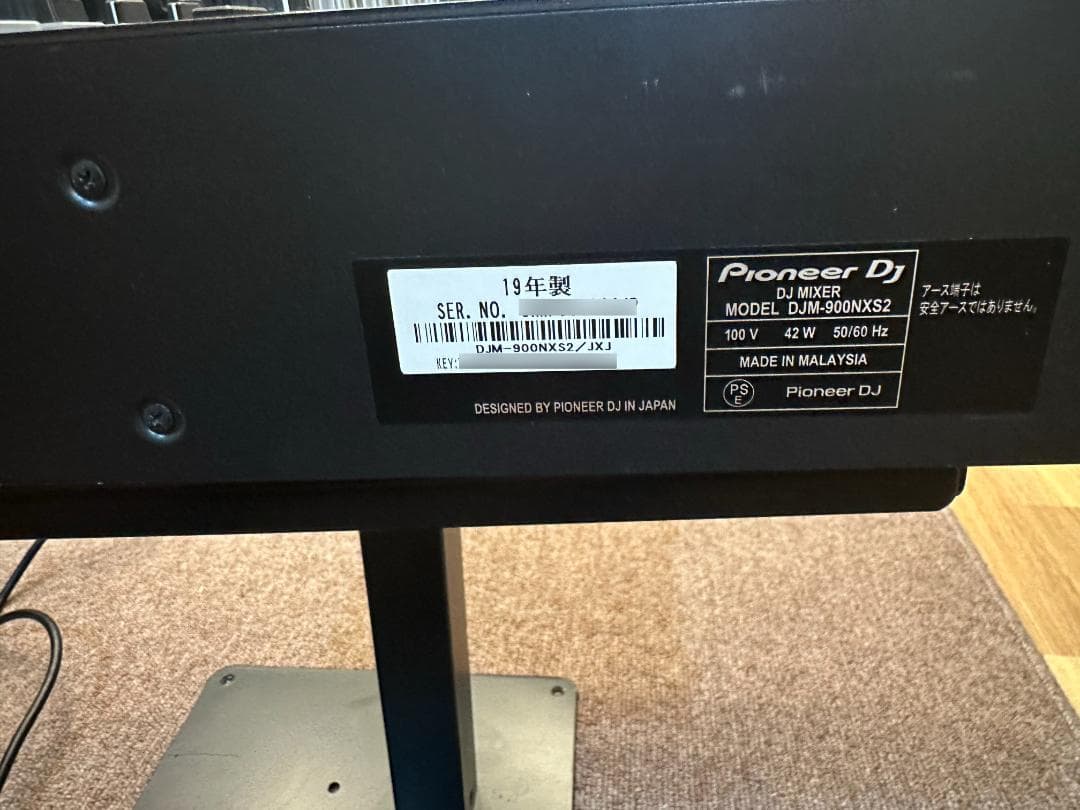 19年製
SER. NO.
DJM-900NXS2/JXJ
KEY:
DESIGNED BY PIONEER DJ IN JAPAN
Pioneer DJ
DJ MIXER
MODEL DJM-900NXS2
100 V 42 W 50/60 Hz
MADE IN MALAYSIA
PS
E
Pioneer DJ
アース端子は
安全アースではありません。